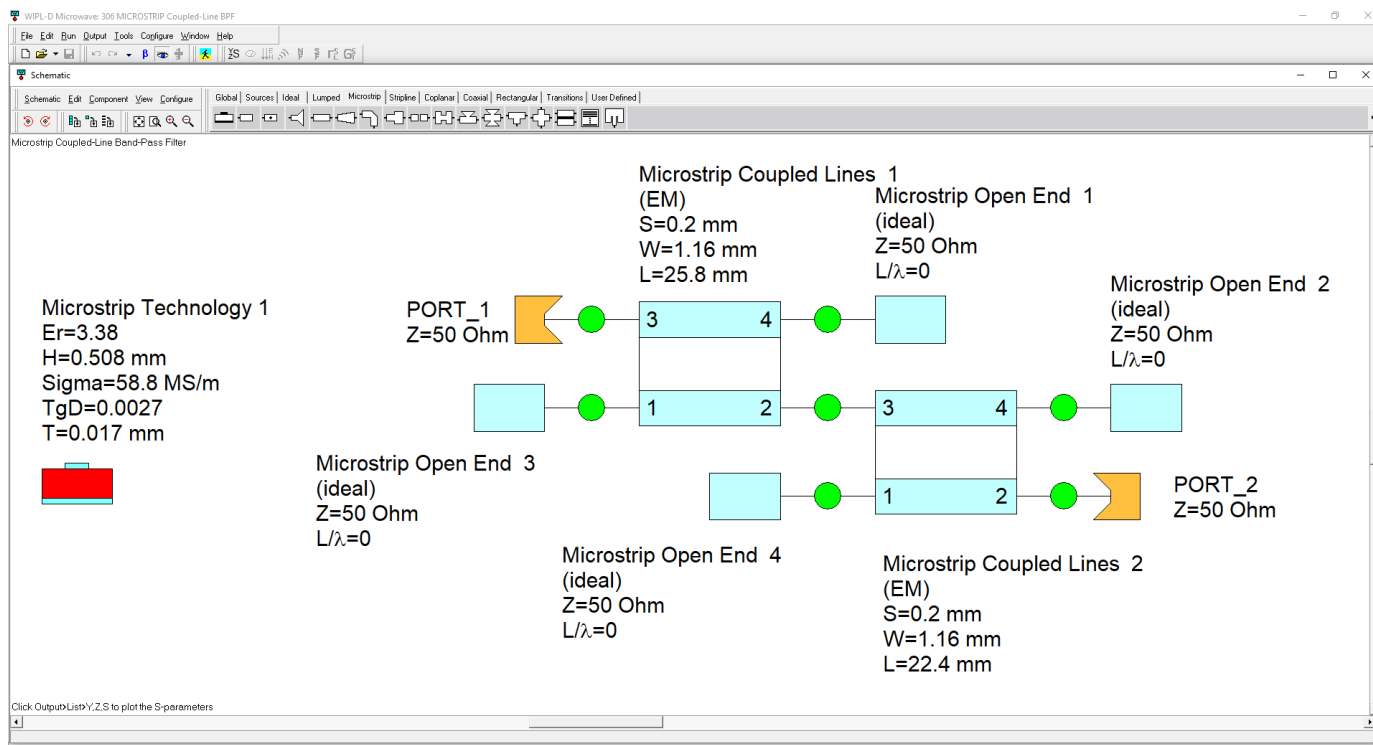 WIPL-D Microwave: 306 MICROSTRIP Coupled-Line BPF
File Edit Run Output Tools Configure Window Help
Schematic
Schematic Edit Component View Configure
Global Sources Ideal Lumped Microstrip Stripline Coplanar Coaxial Rectangular Transitions User Defined
Microstrip Coupled-Line Band-Pass Filter
Microstrip Coupled Lines 1
(EM)
S=0.2 mm
W=1.16 mm
L=25.8 mm
Microstrip Open End 1
(ideal)
Z=50 Ohm
L/λ=0
Microstrip Open End 2
(ideal)
Z=50 Ohm
L/λ=0
Microstrip Technology 1
Er=3.38
H=0.508 mm
Sigma=58.8 MS/m
TgD=0.0027
T=0.017 mm
PORT_1
Z=50 Ohm
3 4
1 2
3 4
1 2
Microstrip Open End 3
(ideal)
Z=50 Ohm
L/λ=0
PORT_2
Z=50 Ohm
Microstrip Open End 4
(ideal)
Z=50 Ohm
L/λ=0
Microstrip Coupled Lines 2
(EM)
S=0.2 mm
W=1.16 mm
L=22.4 mm
Click Output>List>Y,Z,S to plot the S-parameters